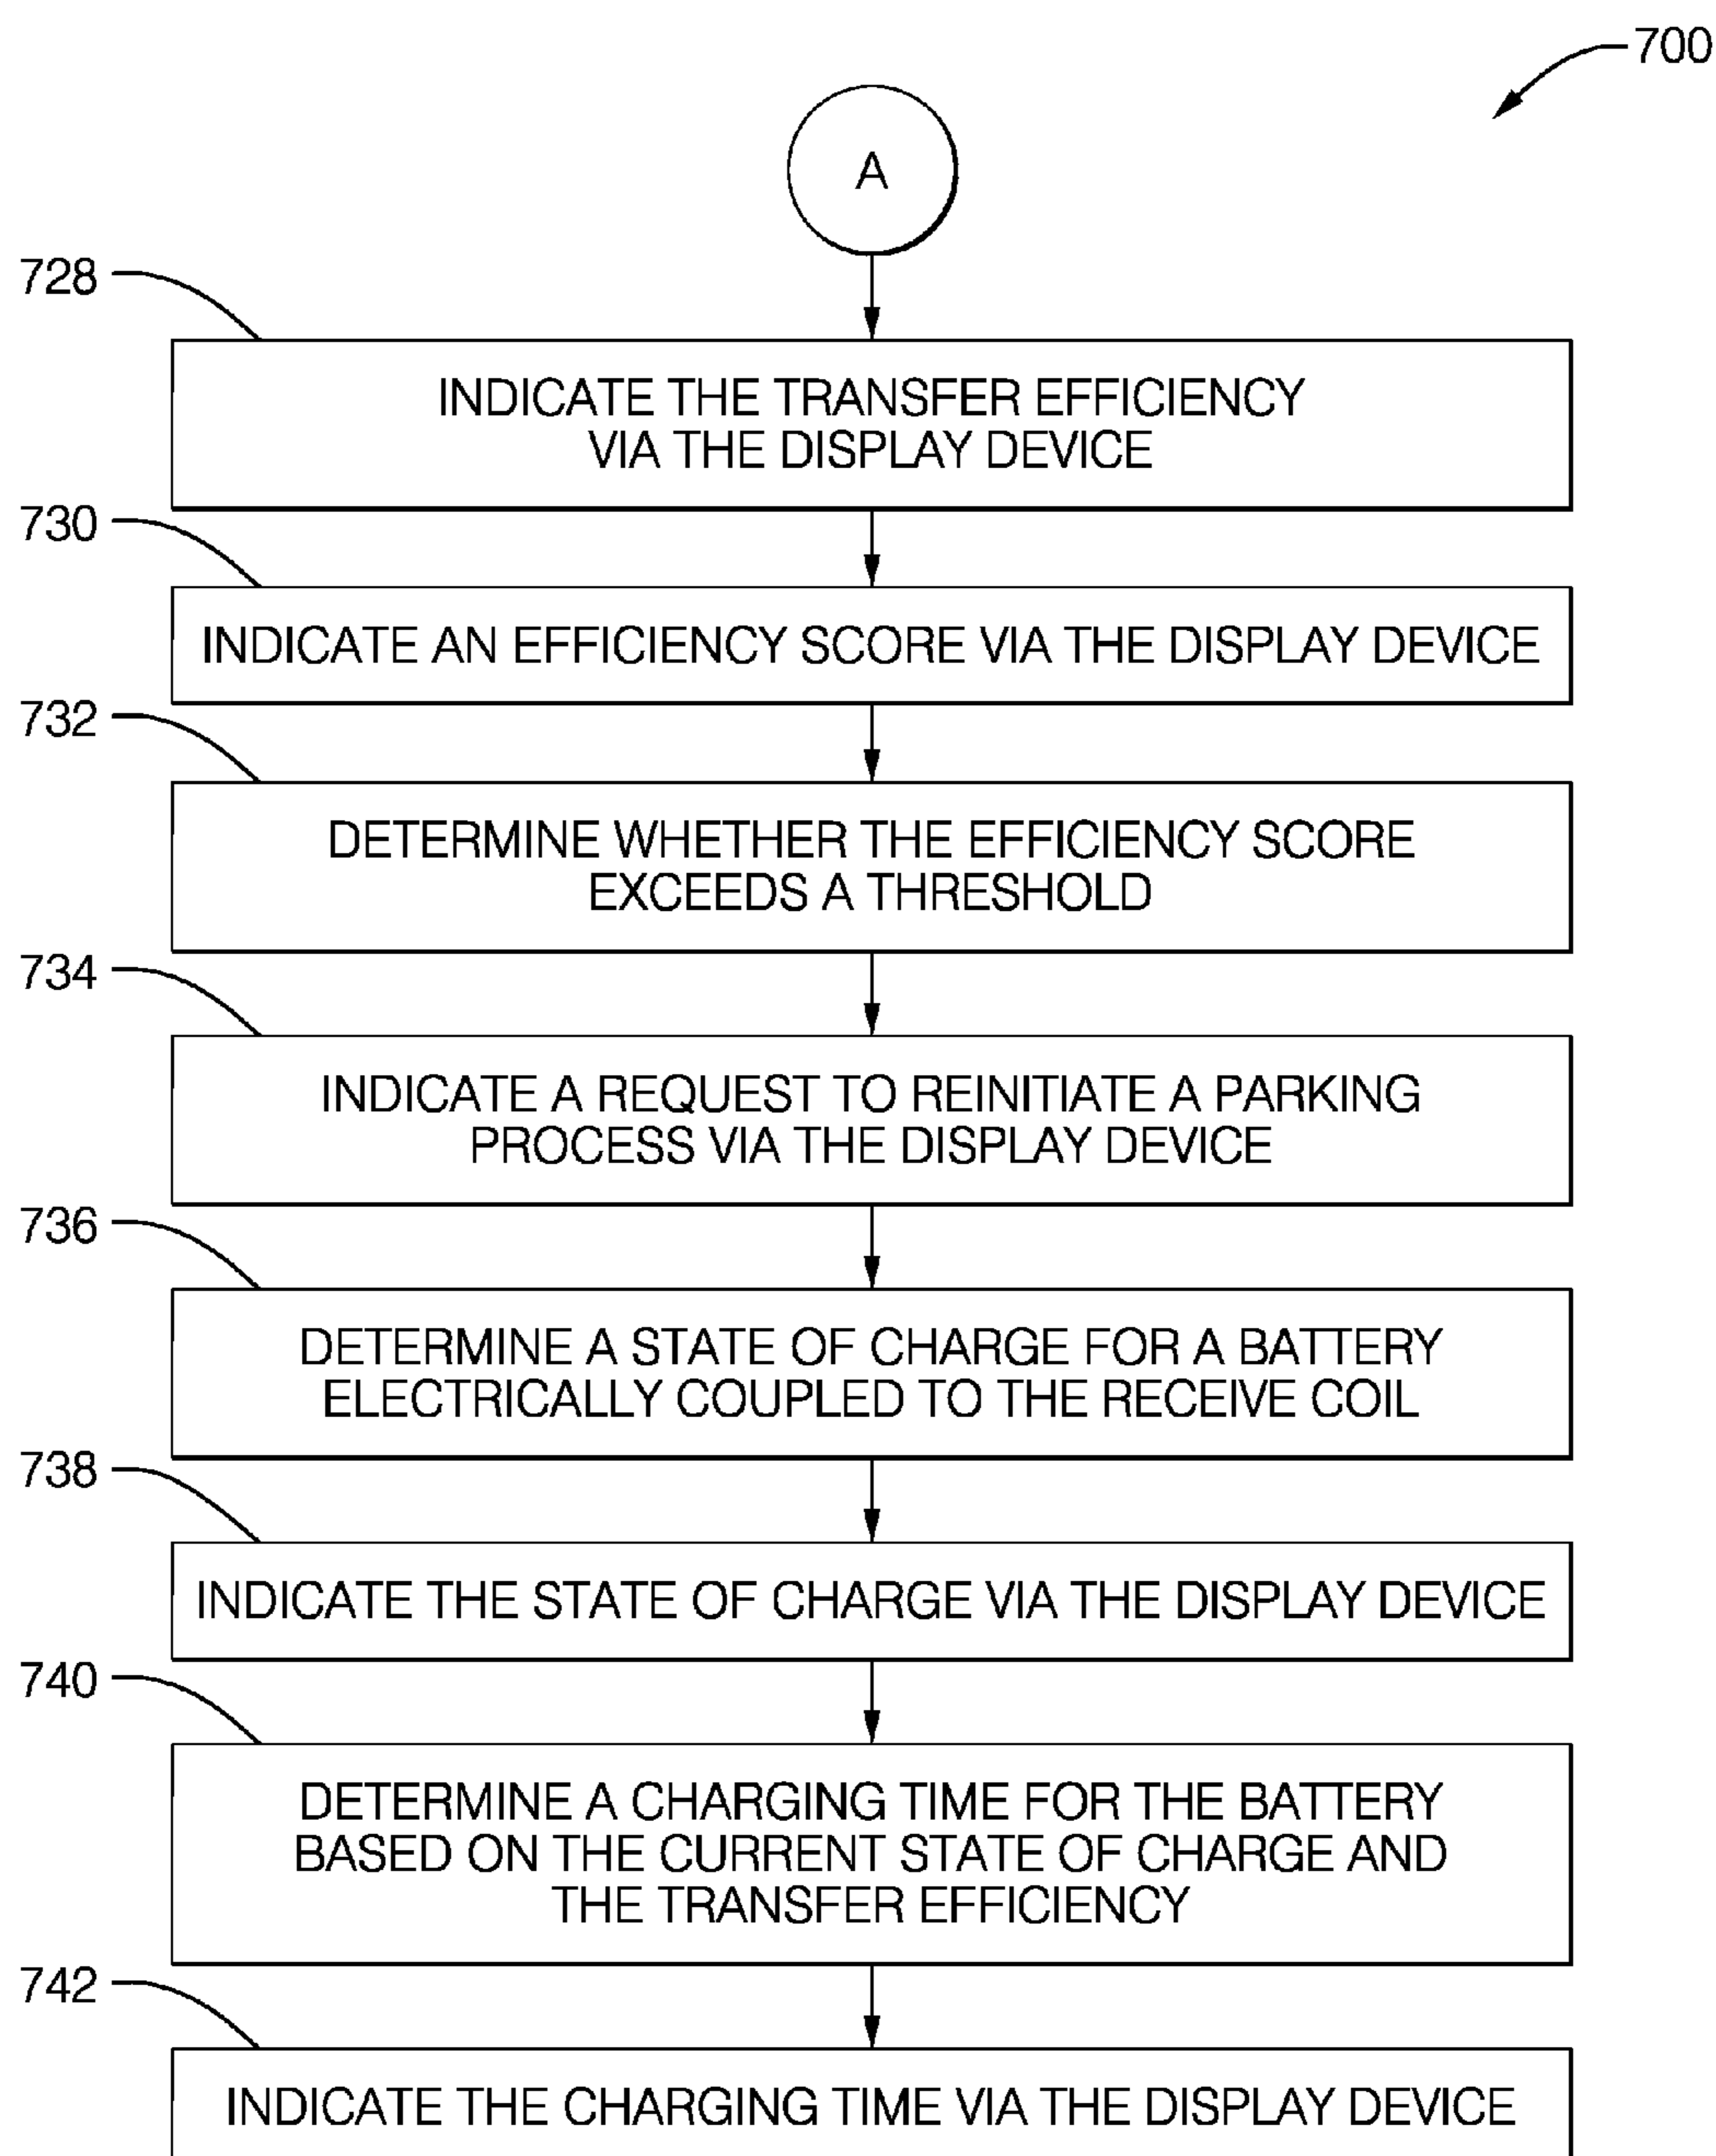 700
A
728
INDICATE THE TRANSFER EFFICIENCY
VIA THE DISPLAY DEVICE
730
INDICATE AN EFFICIENCY SCORE VIA THE DISPLAY DEVICE
732
DETERMINE WHETHER THE EFFICIENCY SCORE
EXCEEDS A THRESHOLD
734
INDICATE A REQUEST TO REINITIATE A PARKING
PROCESS VIA THE DISPLAY DEVICE
736
DETERMINE A STATE OF CHARGE FOR A BATTERY
ELECTRICALLY COUPLED TO THE RECEIVE COIL
738
INDICATE THE STATE OF CHARGE VIA THE DISPLAY DEVICE
740
DETERMINE A CHARGING TIME FOR THE BATTERY
BASED ON THE CURRENT STATE OF CHARGE AND
THE TRANSFER EFFICIENCY
742
INDICATE THE CHARGING TIME VIA THE DISPLAY DEVICE